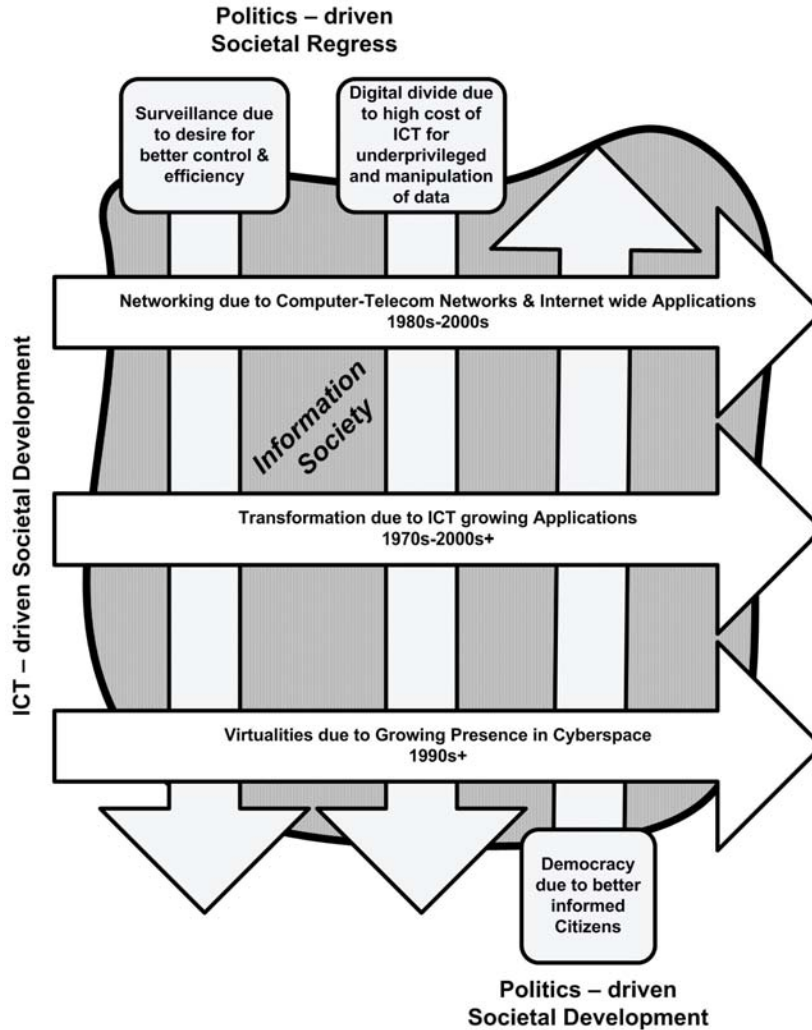 Politics – driven
Societal Regress
Surveillance due
to desire for
better control &
efficiency
Digital divide due
to high cost of
ICT for
underprivileged
and manipulation
of data
Networking due to Computer-Telecom Networks & Internet wide Applications
1980s-2000s
Information
Society
Transformation due to ICT growing Applications
1970s-2000s+
ICT – driven Societal Development
Virtualities due to Growing Presence in Cyberspace
1990s+
Democracy
due to better
informed
Citizens
Politics – driven
Societal Development